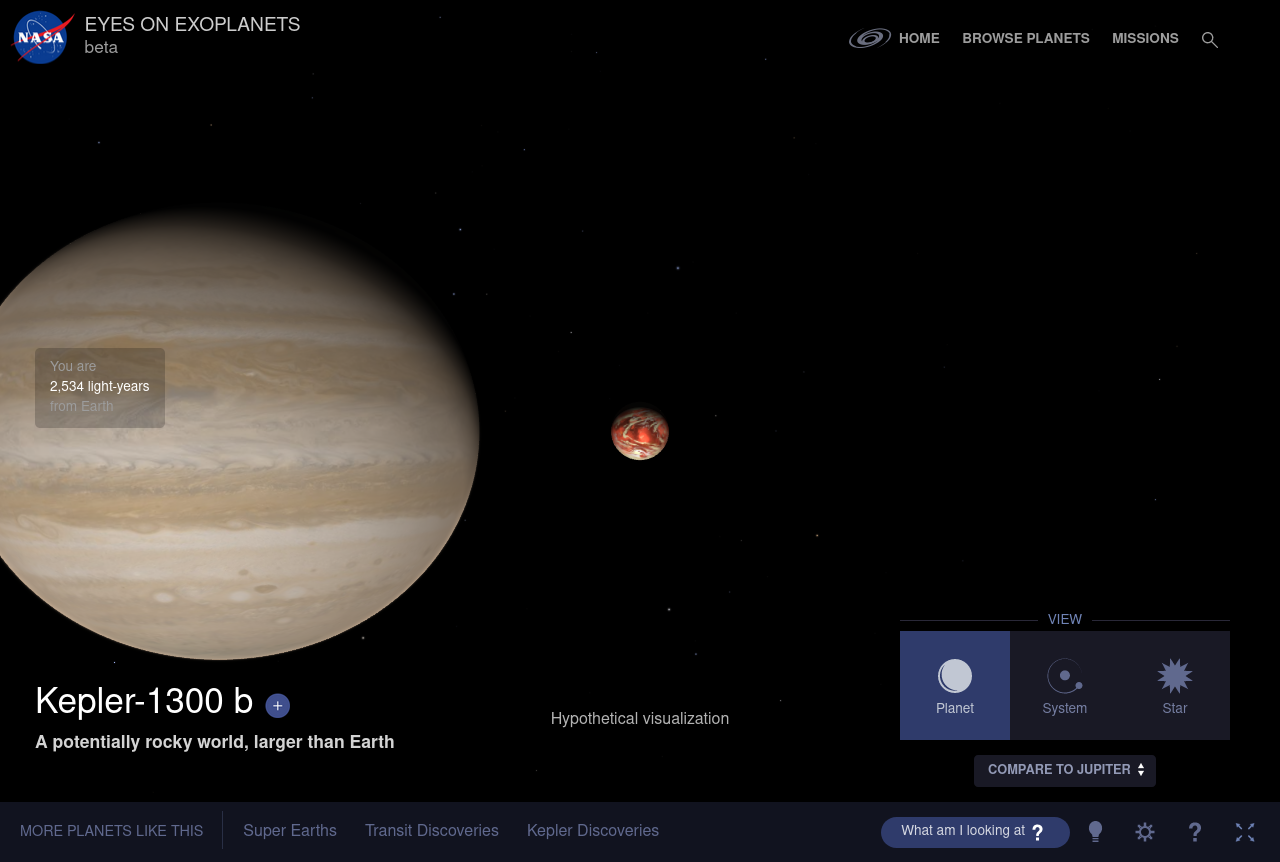 NASA
EYES ON EXOPLANETS
beta
HOME
BROWSE PLANETS
MISSIONS
You are
2,534 light-years
from Earth
VIEW
Planet
System
Star
Kepler-1300 b +
A potentially rocky world, larger than Earth
Hypothetical visualization
COMPARE TO JUPITER
MORE PLANETS LIKE THIS
Super Earths
Transit Discoveries
Kepler Discoveries
What am I looking at ?
?